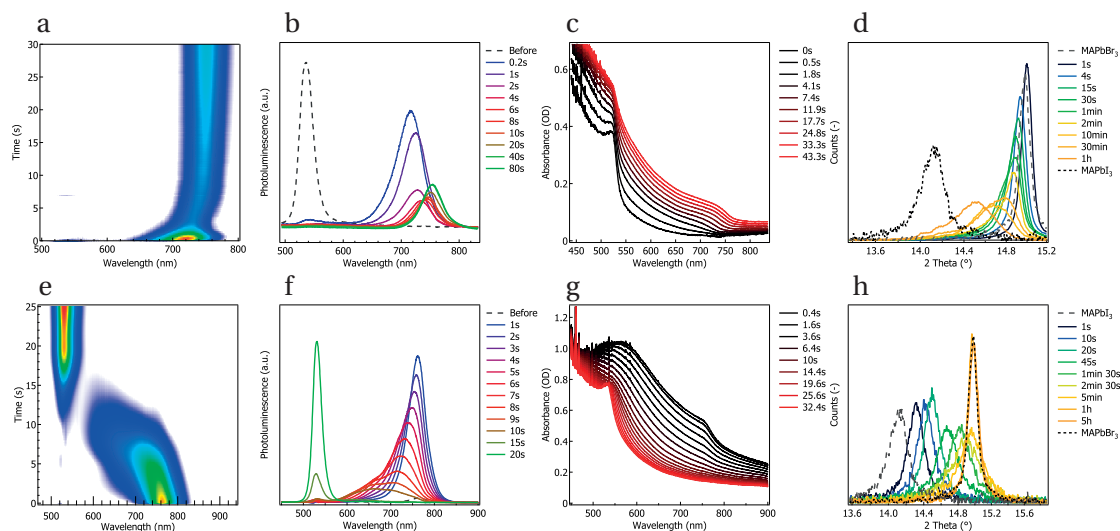 a
30
25
20
15
10
5
0
Time (s)
600
700
800
Wavelength (nm)
b
Photoluminescence (a.u.)
500
600
700
800
Wavelength (nm)
Before
0.2s
1s
2s
4s
6s
8s
10s
20s
40s
80s
c
0.6
0.4
0.2
0
Absorbance (OD)
450
500
550
600
650
700
750
800
Wavelength (nm)
0s
0.5s
1.8s
4.1s
7.4s
11.9s
17.7s
24.8s
33.3s
43.3s
d
Counts (-)
13.6
14.0
14.4
14.8
15.2
2 Theta (°)
MAPbBr3
1s
4s
15s
30s
1min
2min
10min
30min
1h
MAPbI3
e
25
20
15
10
5
0
Time (s)
500
600
700
800
900
Wavelength (nm)
f
Photoluminescence (a.u.)
500
600
700
800
900
Wavelength (nm)
Before
1s
2s
3s
4s
5s
6s
7s
8s
9s
10s
15s
20s
g
1.2
1.0
0.8
0.6
0.4
0.2
0
Absorbance (OD)
500
600
700
800
900
Wavelength (nm)
0.4s
1.6s
3.6s
6.4s
10s
14.4s
19.6s
25.6s
32.4s
h
Counts (-)
13.6
14.0
14.4
14.8
15.2
15.6
2 Theta (°)
MAPbI3
1s
10s
20s
45s
1min 30s
2min 30s
5min
1h
5h
MAPbBr3